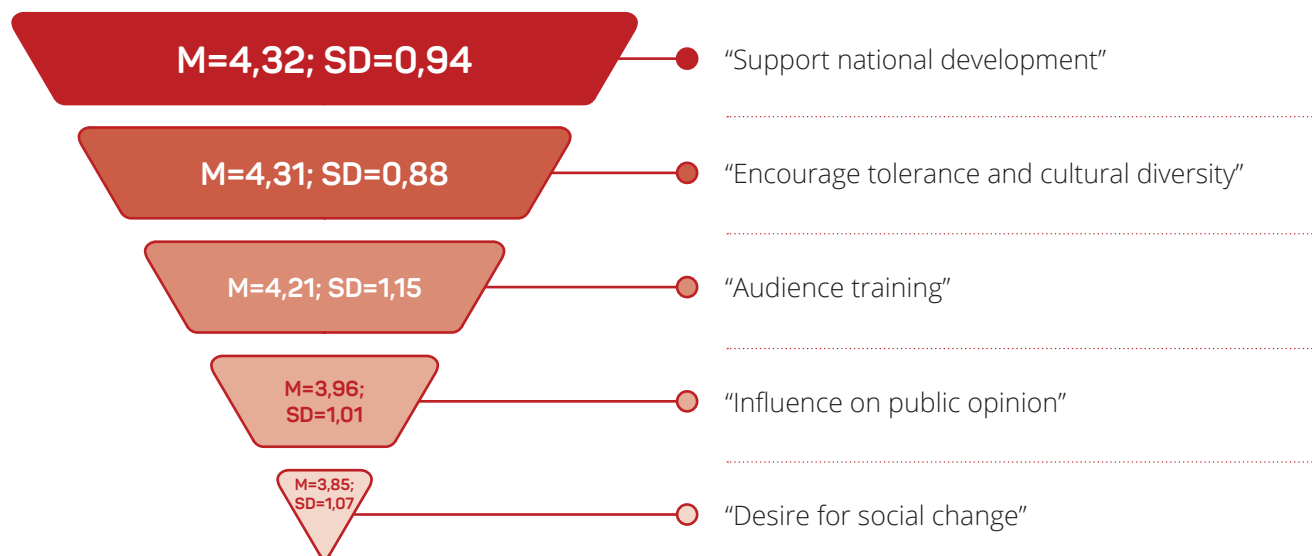 M=4,32; SD=0,94
“Support national development”
M=4,31; SD=0,88
“Encourage tolerance and cultural diversity”
M=4,21; SD=1,15
“Audience training”
M=3,96;
SD=1,01
“Influence on public opinion”
M=3,85;
SD=1,07
“Desire for social change”